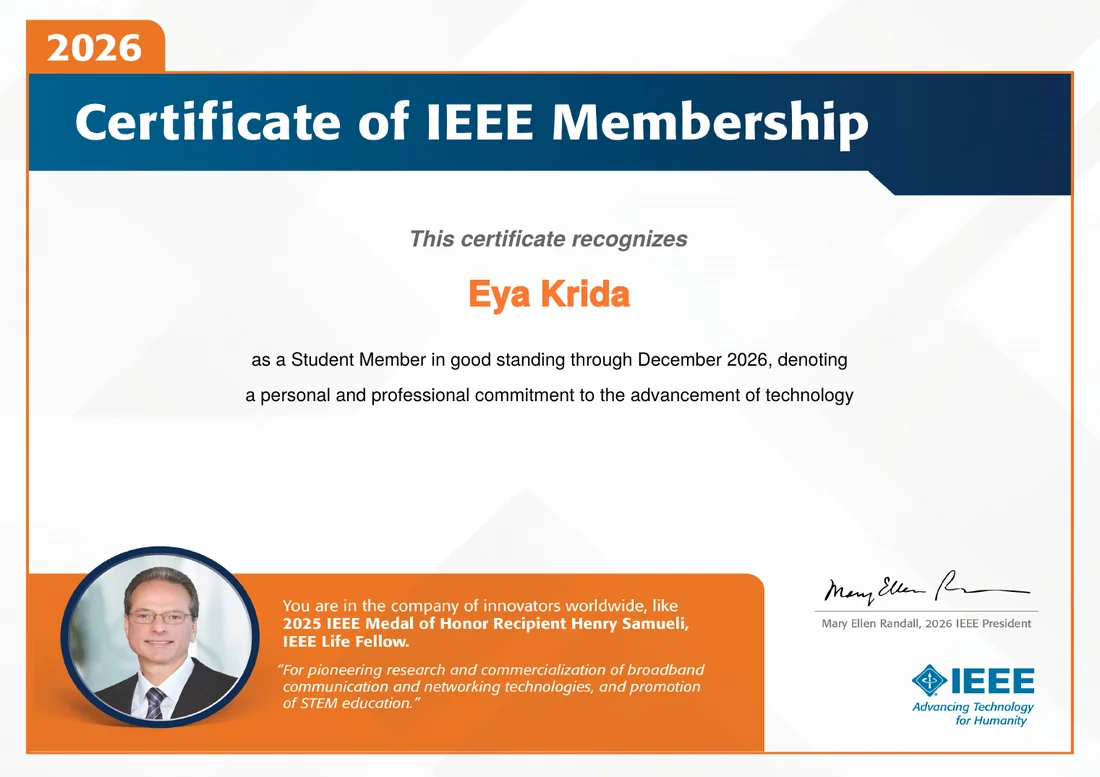 2026
Certificate of IEEE Membership
This certificate recognizes
Eya Krida
as a Student Member in good standing through December 2026, denoting
a personal and professional commitment to the advancement of technology
You are in the company of innovators worldwide, like
2025 IEEE Medal of Honor Recipient Henry Samueli,
IEEE Life Fellow.
“For pioneering research and commercialization of broadband
communication and networking technologies, and promotion
of STEM education.”
Mary Ellen R
Mary Ellen Randall, 2026 IEEE President
IEEE
Advancing Technology
for Humanity